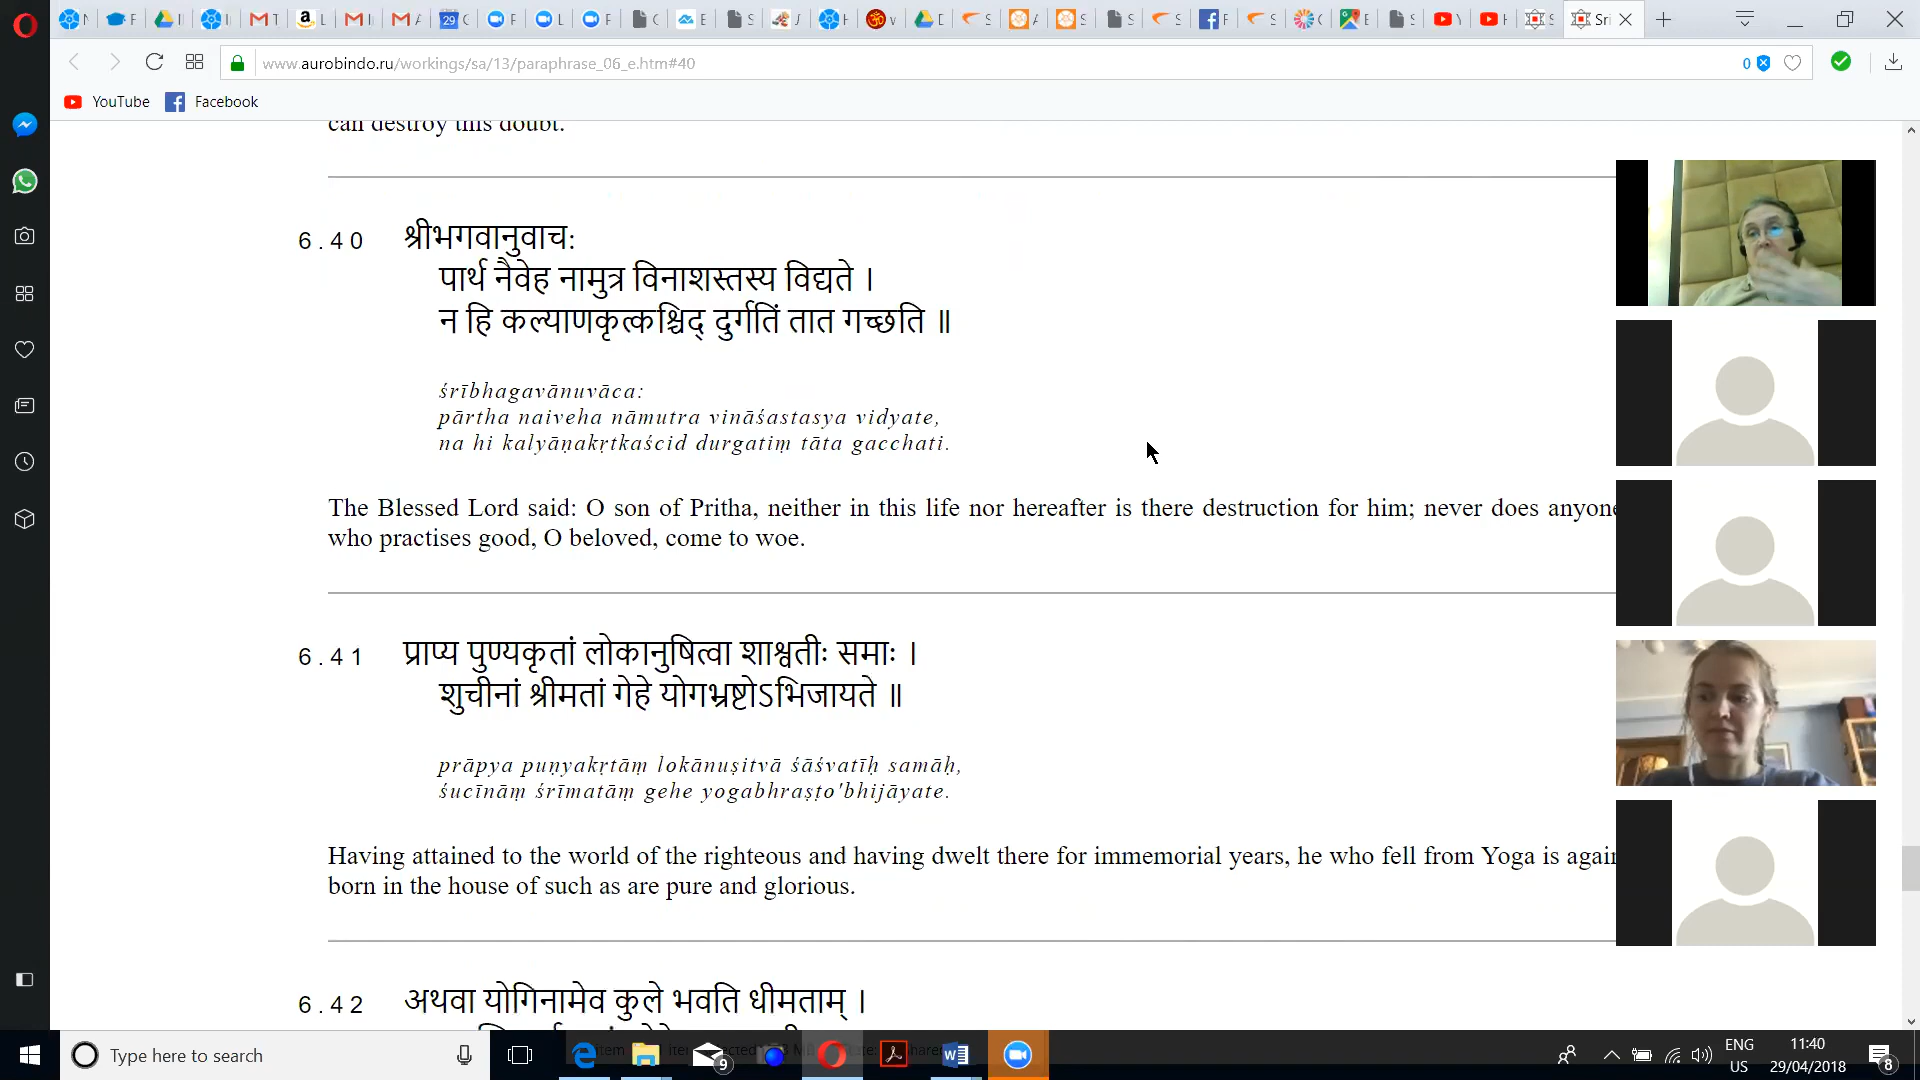 www.aurobindo.ru/workings/sa/13/paraphrase_06_e.htm#40
0
YouTube
Facebook
can destroy this doubt.
6.40 श्रीभगवानुवाच:
पार्थ नैवेह नामुत्र विनाशस्तस्य विद्यते ।
न हि कल्याणकृत्कश्चिद् दुर्गतिं तात गच्छति ॥
śrībhagavānuvāca:
pārtha naiveha nāmutra vināśastasya vidyate,
na hi kalyāṇakṛtkaścid durgatiṃ tāta gacchati.
The Blessed Lord said: O son of Pritha, neither in this life nor hereafter is there destruction for him; never does anyone
who practises good, O beloved, come to woe.
6.41 प्राप्य पुण्यकृतां लोकानुषित्वा शाश्वतीः समाः ।
शुचीनां श्रीमतां गेहे योगभ्रष्टोऽभिजायते ॥
prāpya puṇyakṛtāṃ lokānuṣitvā śāśvatīḥ samāḥ,
śucīnāṃ śrīmatāṃ gehe yogabhraṣṭo'bhijāyate.
Having attained to the world of the righteous and having dwelt there for immemorial years, he who fell from Yoga is again
born in the house of such as are pure and glorious.
6.42 अथवा योगिनामेव कुले भवति धीमताम् ।
Type here to search
9
ENG
US
11:40
29/04/2018
8